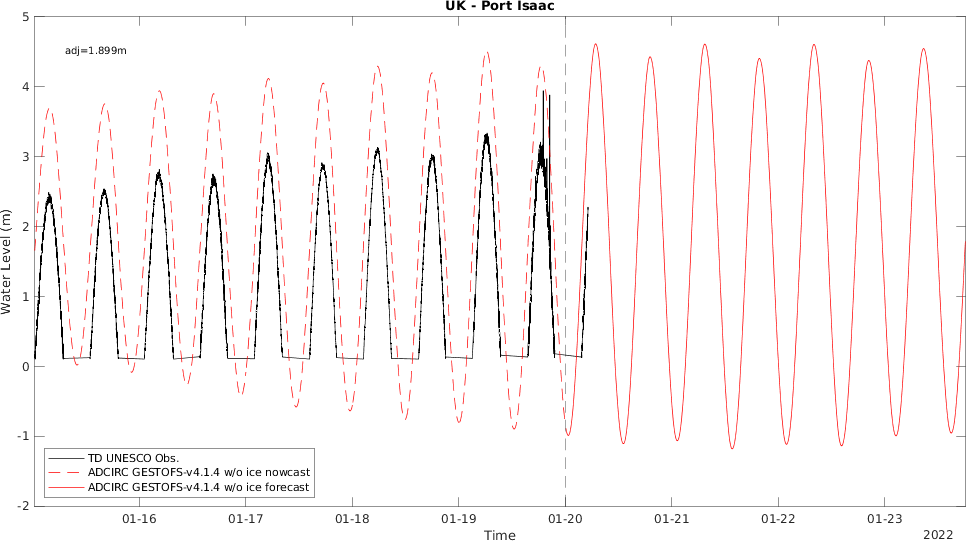 UK - Port Isaac
adj=1.899m
5
4
3
2
1
0
-1
-2
Water Level (m)
TD UNESCO Obs.
ADCIRC GESTOFS-v4.1.4 w/o ice nowcast
ADCIRC GESTOFS-v4.1.4 w/o ice forecast
01-16 01-17 01-18 01-19 01-20 01-21 01-22 01-23
Time
2022